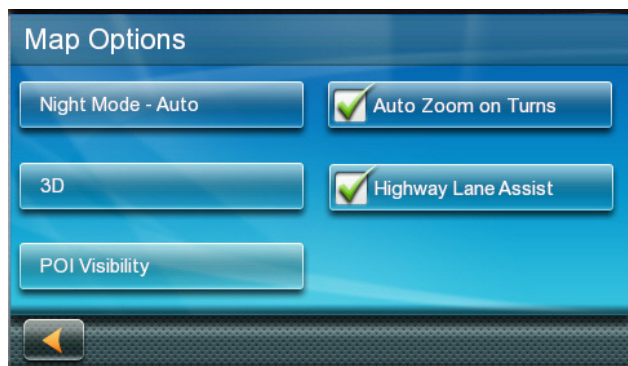 Map Options
Night Mode - Auto
Auto Zoom on Turns
3D
Highway Lane Assist
POI Visibility